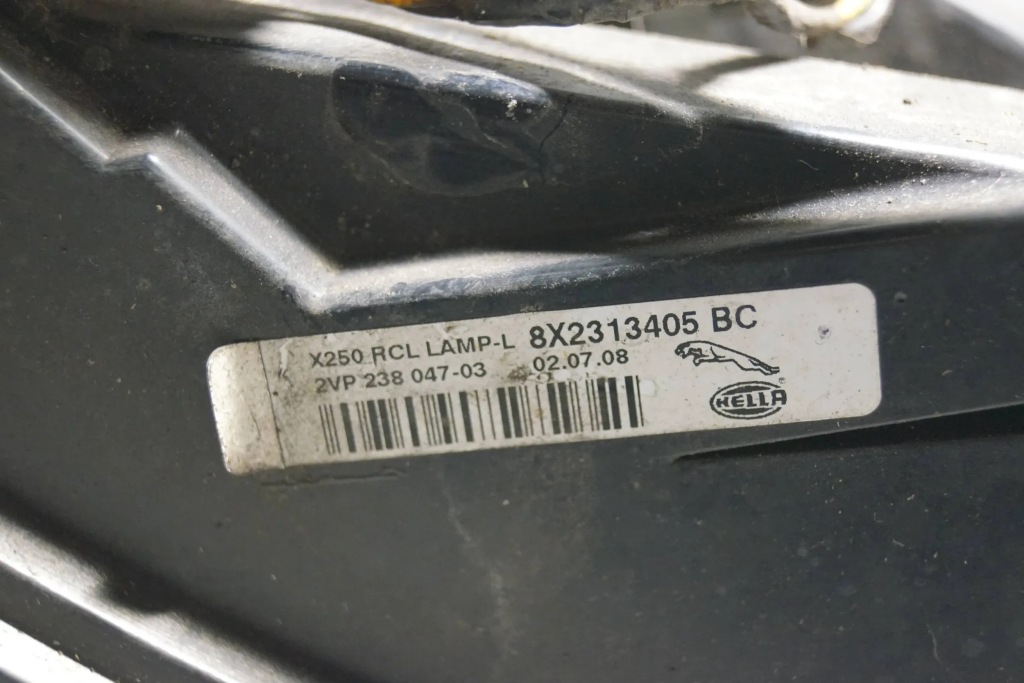 X250 RCL LAMP-L 8X2313405 BC
2VP 238 047-03 02.07.08
HELLA